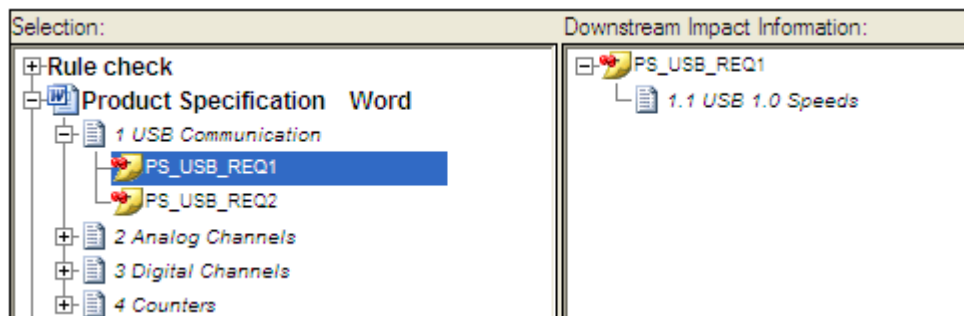 Selection:
Rule check
Product Specification Word
1 USB Communication
PS_USB_REQ1
PS_USB_REQ2
2 Analog Channels
3 Digital Channels
4 Counters
Downstream Impact Information:
PS_USB_REQ1
1.1 USB 1.0 Speeds